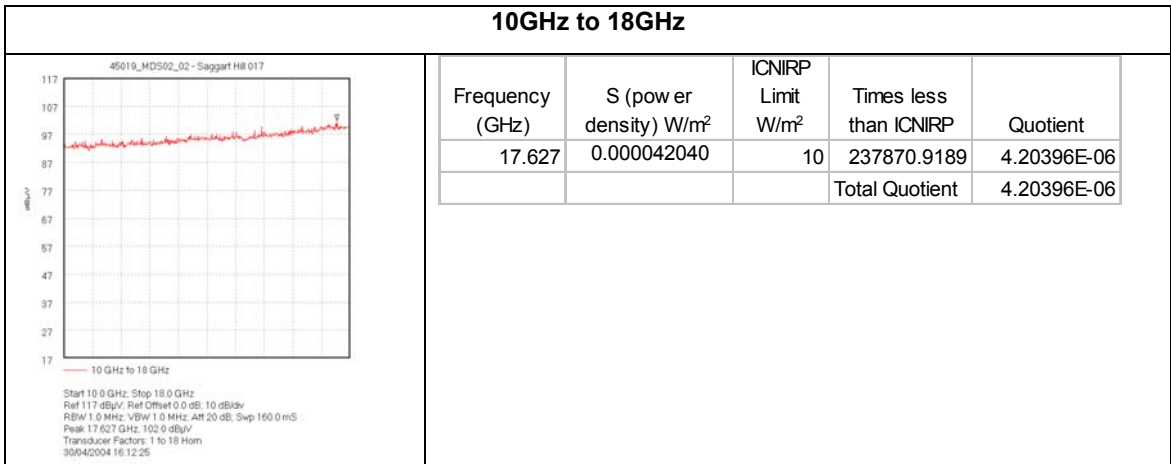 10GHz to 18GHz
45019_MDS02_02 - Saggart Hill 017
117
107
97
87
77
67
57
47
37
27
17
dBµV
10 GHz to 18 GHz
Start 10.0 GHz; Stop 18.0 GHz
Ref 117 dBµV; Ref Offset 0.0 dB; 10 dB/div
RBW 1.0 MHz; VBW 1.0 MHz; Att 20 dB; Swp 160.0 mS
Peak 17.627 GHz, 102.0 dBµV
Transducer Factors: 1 to 18 Horn
30/04/2004 16:12:25
Frequency (GHz) S (power density) W/m² ICNIRP Limit W/m² Times less than ICNIRP Quotient
17.627 0.000042040 10 237870.9189 4.20396E-06
Total Quotient 4.20396E-06